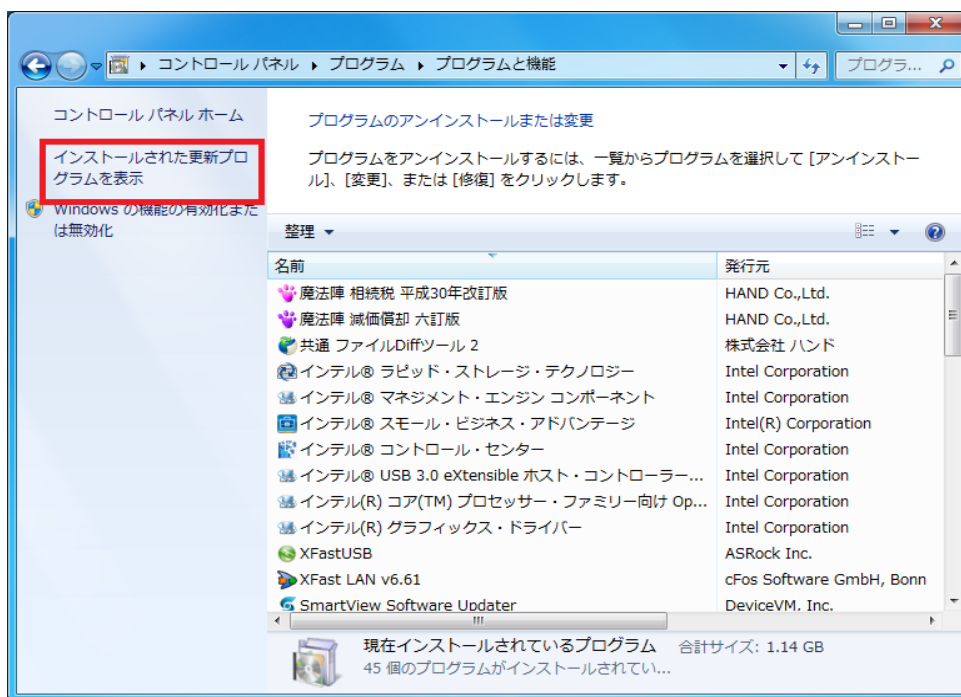 コントロール パネル ▸ プログラム ▸ プログラムと機能
プログラ...
コントロール パネル ホーム
インストールされた更新プロ
グラムを表示
Windows の機能の有効化また
は無効化
プログラムのアンインストールまたは変更
プログラムをアンインストールするには、一覧からプログラムを選択して [アンインストー
ル]、[変更]、または [修復] をクリックします。
整理
名前 発行元
魔法陣 相続税 平成30年改訂版 HAND Co.,Ltd.
魔法陣 減価償却 六訂版 HAND Co.,Ltd.
共通 ファイルDiffツール 2 株式会社 ハンド
インテル® ラピッド・ストレージ・テクノロジー Intel Corporation
インテル® マネジメント・エンジン コンポーネント Intel Corporation
インテル® スモール・ビジネス・アドバンテージ Intel(R) Corporation
インテル® コントロール・センター Intel Corporation
インテル® USB 3.0 eXtensible ホスト・コントローラー... Intel Corporation
インテル(R) コア(TM) プロセッサー・ファミリー向け Op... Intel Corporation
インテル(R) グラフィックス・ドライバー Intel Corporation
XFastUSB ASRock Inc.
XFast LAN v6.61 cFos Software GmbH, Bonn
SmartView Software Updater DeviceVM, Inc.
現在インストールされているプログラム 合計サイズ: 1.14 GB
45 個のプログラムがインストールされてい...